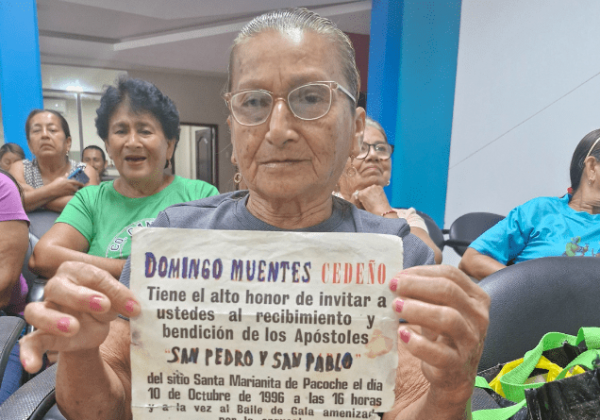 DOMINGO MUENTES CEDEÑO
Tiene el alto honor de invitar a
ustedes al recibimiento y
bendición de los Apóstoles
"SAN PEDRO Y SAN PABLO"
del sitio Santa Marianita de Pacoche el día
10 de Octubre de 1996 a las 16 horas
y a la vez al Baile de Gala amenizado